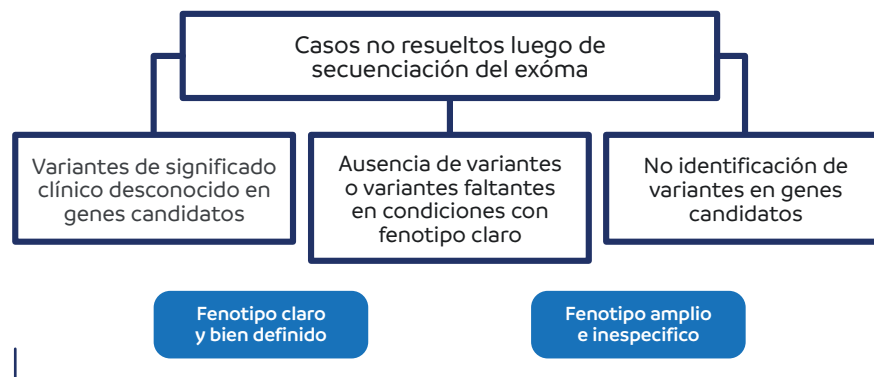 Casos no resueltos luego de
secuenciación del exóma
Variantes de significado
clínico desconocido en
genes candidatos
Ausencia de variantes
o variantes faltantes
en condiciones con
fenotipo claro
No identificación de
variantes en genes
candidatos
Fenotipo claro
y bien definido
Fenotipo amplio
e inespecifico